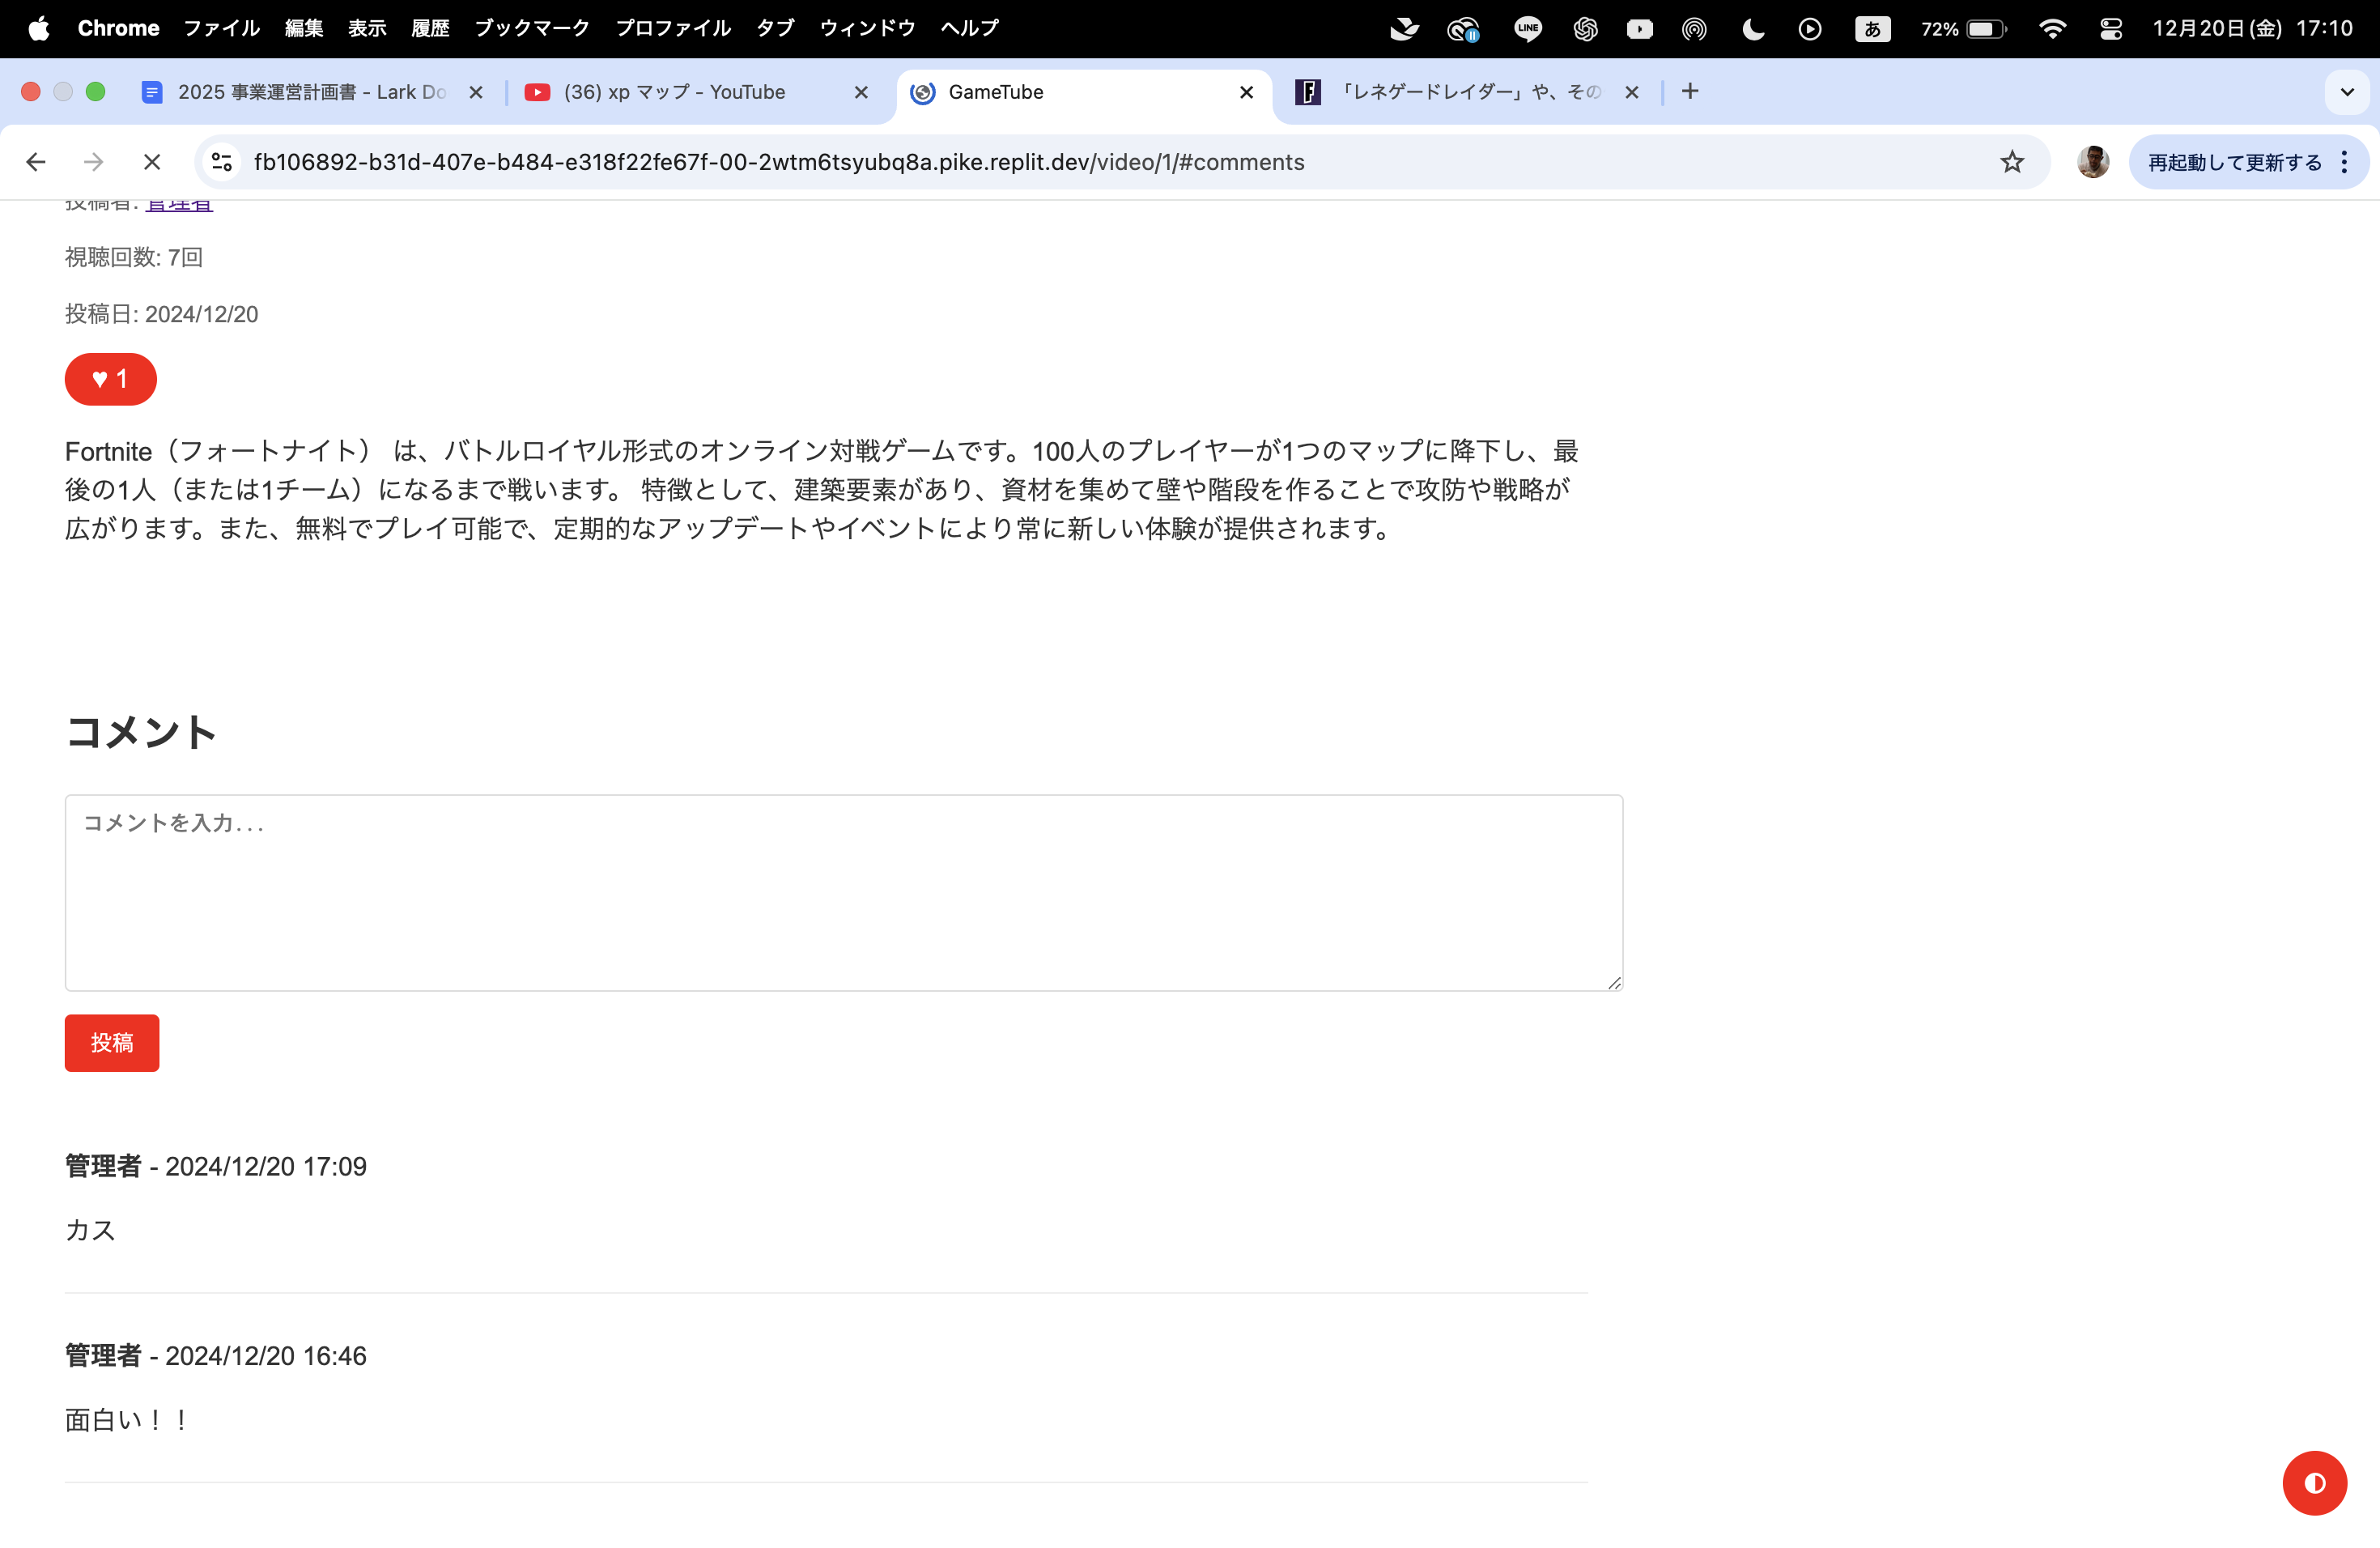 Chrome ファイル 編集 表示 履歴 ブックマーク プロファイル タブ ウィンドウ ヘルプ LINE あ 72% 12月20日(金) 17:10
2025 事業運営計画書 - Lark Do (36) xp マップ - YouTube GameTube 「レネゲードレイダー」や、その
fb106892-b31d-407e-b484-e318f22fe67f-00-2wtm6tsyubq8a.pike.replit.dev/video/1/#comments 再起動して更新する
投稿者: 管理者
視聴回数: 7回
投稿日: 2024/12/20
♥ 1
Fortnite（フォートナイト） は、バトルロイヤル形式のオンライン対戦ゲームです。100人のプレイヤーが1つのマップに降下し、最
後の1人（または1チーム）になるまで戦います。 特徴として、建築要素があり、資材を集めて壁や階段を作ることで攻防や戦略が
広がります。また、無料でプレイ可能で、定期的なアップデートやイベントにより常に新しい体験が提供されます。
コメント
コメントを入力...
投稿
管理者 - 2024/12/20 17:09
カス
管理者 - 2024/12/20 16:46
面白い！！